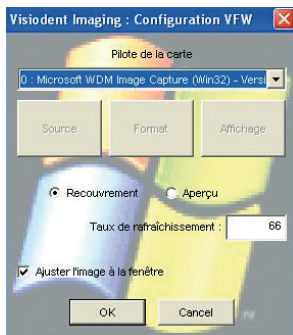 Visiodent Imaging : Configuration VFW
Pilote de la carte
0 : Microsoft WDM Image Capture (Win32) - Versi
Source Format Affichage
Recouvrement Aperçu
Taux de rafraîchissement : 66
Ajuster l'image à la fenêtre
OK Cancel
TM